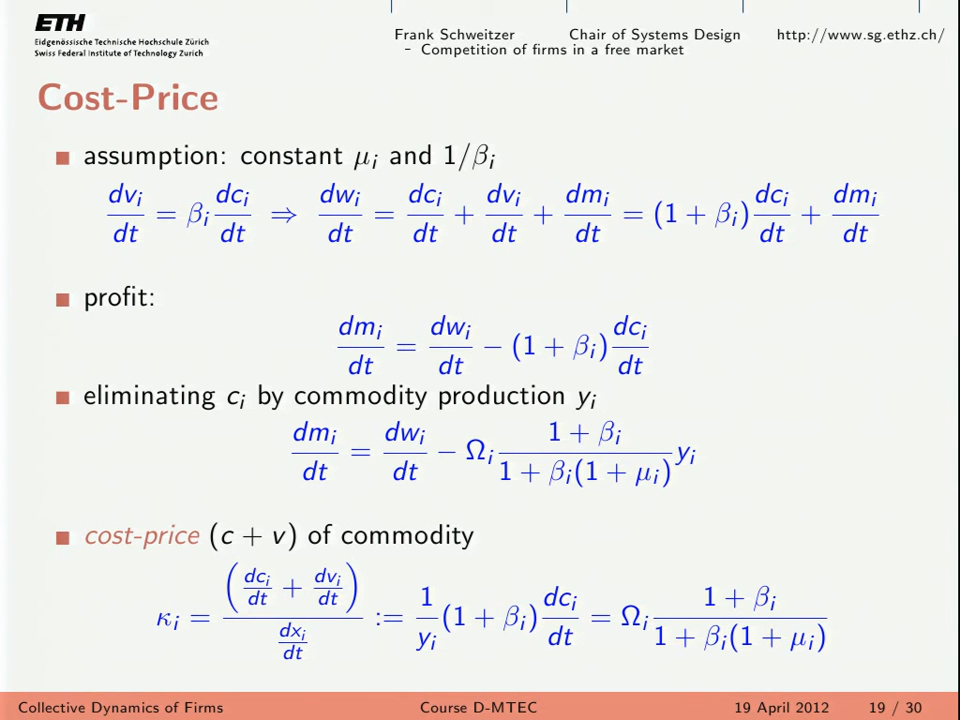 ETH
Eidgenössische Technische Hochschule Zürich
Swiss Federal Institute of Technology Zurich
Frank Schweitzer Chair of Systems Design http://www.sg.ethz.ch/
- Competition of firms in a free market
Cost-Price
assumption: constant μ_i and 1/β_i
dv_i/dt = β_i dc_i/dt ⇒ dw_i/dt = dc_i/dt + dv_i/dt + dm_i/dt = (1 + β_i) dc_i/dt + dm_i/dt
profit:
dm_i/dt = dw_i/dt − (1 + β_i) dc_i/dt
eliminating c_i by commodity production y_i
dm_i/dt = dw_i/dt − Ω_i (1 + β_i)/(1 + β_i(1 + μ_i)) y_i
cost-price (c + v) of commodity
κ_i = (dc_i/dt + dv_i/dt)/(dx_i/dt) := 1/y_i (1 + β_i) dc_i/dt = Ω_i (1 + β_i)/(1 + β_i(1 + μ_i))
Collective Dynamics of Firms Course D-MTEC 19 April 2012 19 / 30